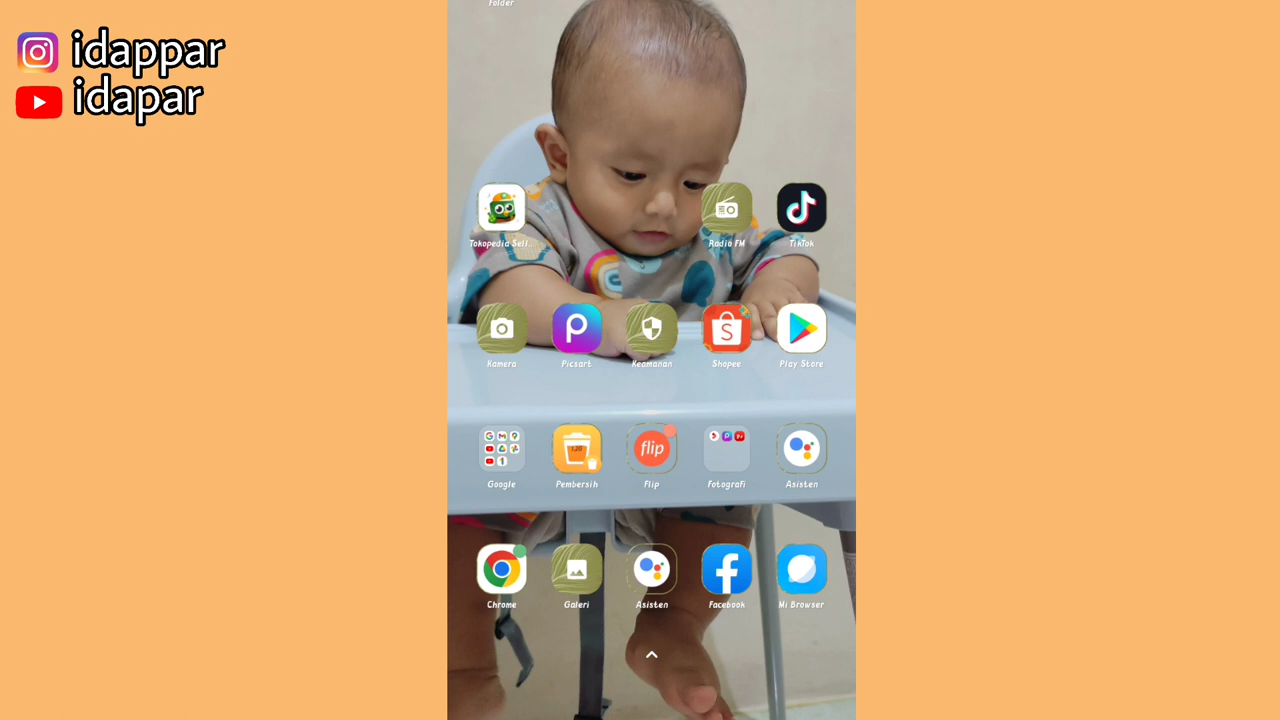 idappar
idapar
Folder
Tokopedia Sell...
Radio FM
TikTok
Kamera
Picsart
Keamanan
Shopee
Play Store
flip
Google
Pembersih
Flip
Fotografi
Asisten
Chrome
Galeri
Asisten
Facebook
Mi Browser